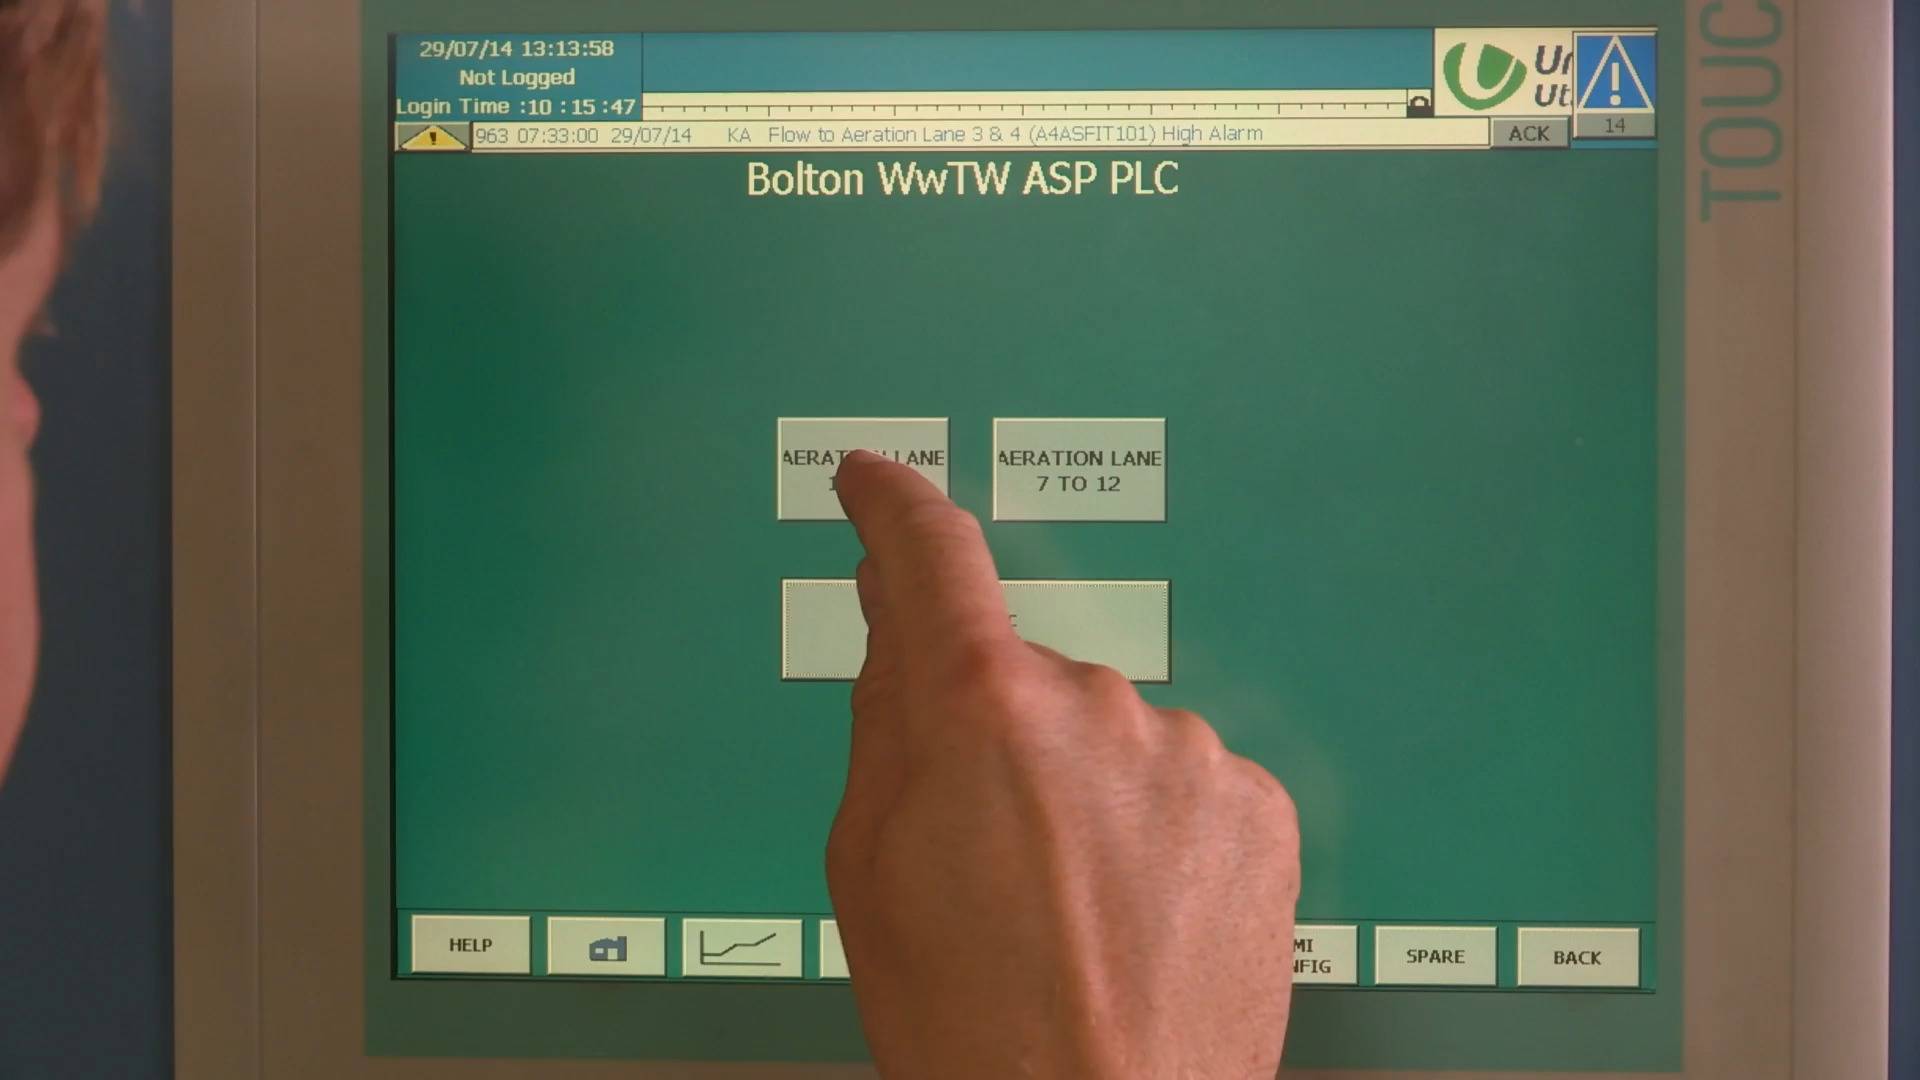 29/07/14 13:13:58
Not Logged
Login Time :10 :15 :47
963 07:33:00 29/07/14 KA Flow to Aeration Lane 3 & 4 (A4ASFIT101) High Alarm
ACK
14
Bolton WwTW ASP PLC
LANE
AERATION LANE
7 TO 12
HELP
SPARE
BACK
TOUC